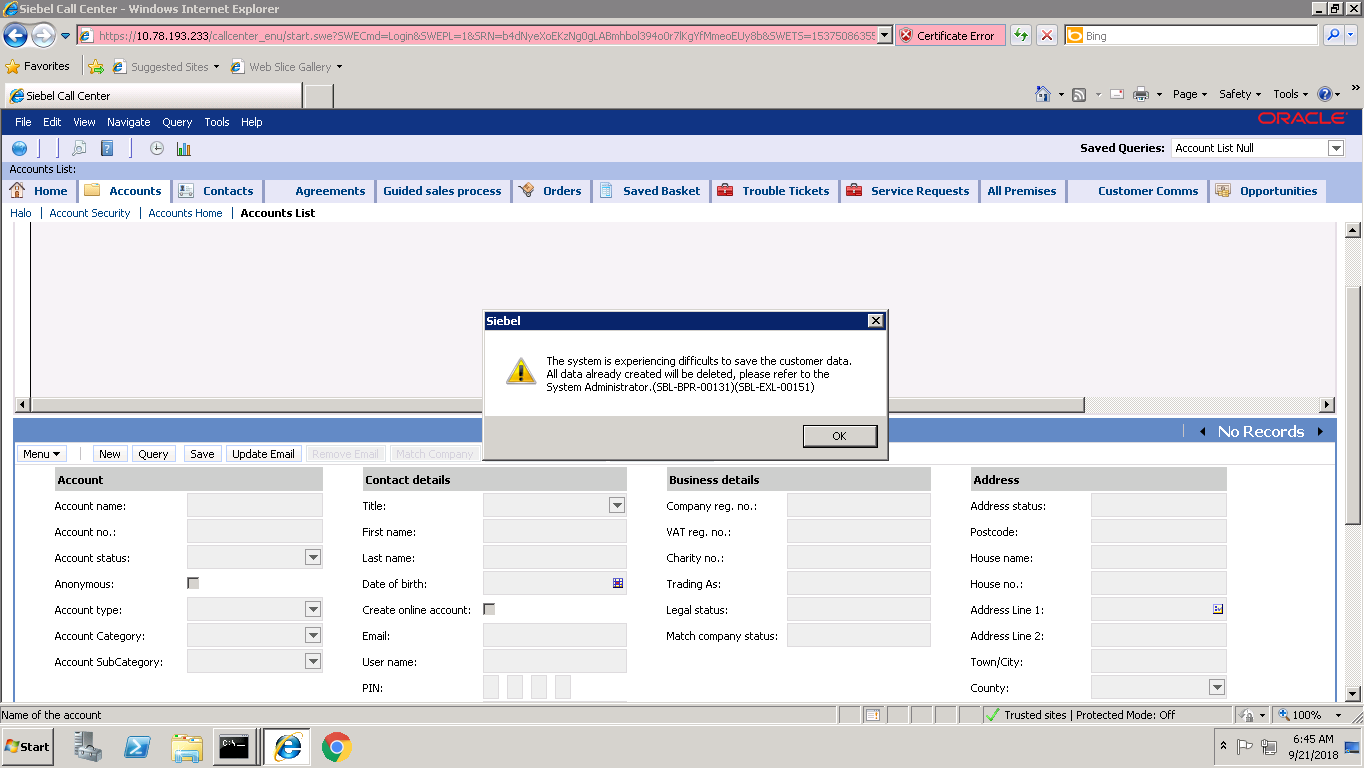 Siebel Call Center - Windows Internet Explorer
https://10.78.193.233/callcenter_enu/start.swe?SWECmd=Login&SWEPL=1&SRN=b4dNyeXoEKzNg0gLABmhbol394o0r7lKgYfMmeoEUy8b&SWETS=15375086355
Certificate Error
Bing
Favorites
Suggested Sites
Web Slice Gallery
Siebel Call Center
Page
Safety
Tools
File Edit View Navigate Query Tools Help
ORACLE
Saved Queries: Account List Null
Accounts List:
Home Accounts Contacts Agreements Guided sales process Orders Saved Basket Trouble Tickets Service Requests All Premises Customer Comms Opportunities
Halo | Account Security | Accounts Home | Accounts List
Siebel
The system is experiencing difficults to save the customer data.
All data already created will be deleted, please refer to the
System Administrator.(SBL-BPR-00131)(SBL-EXL-00151)
OK
No Records
Menu New Query Save Update Email Remove Email Match Company
Account
Account name:
Account no.:
Account status:
Anonymous:
Account type:
Account Category:
Account SubCategory:
Contact details
Title:
First name:
Last name:
Date of birth:
Create online account:
Email:
User name:
PIN:
Business details
Company reg. no.:
VAT reg. no.:
Charity no.:
Trading As:
Legal status:
Match company status:
Address
Address status:
Postcode:
House name:
House no.:
Address Line 1:
Address Line 2:
Town/City:
County:
Name of the account
Trusted sites | Protected Mode: Off
100%
Start
C:\
6:45 AM
9/21/2018